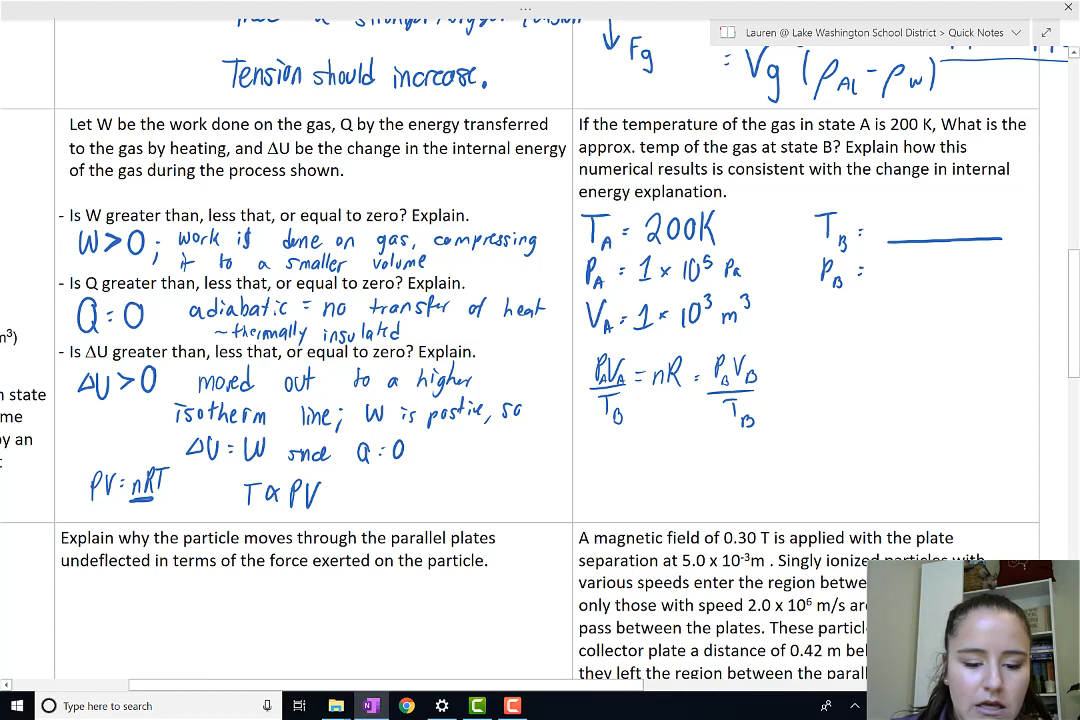 Lauren @ Lake Washington School District > Quick Notes
Fg
= Vg (ρAl - ρw)
Tension should increase.
Let W be the work done on the gas, Q by the energy transferred
to the gas by heating, and ΔU be the change in the internal energy
of the gas during the process shown.
- Is W greater than, less that, or equal to zero? Explain.
W > 0 ; work is done on gas, compressing
it to a smaller volume
- Is Q greater than, less that, or equal to zero? Explain.
Q = 0 adiabatic = no transfer of heat
~ thermally insulated
- Is ΔU greater than, less that, or equal to zero? Explain.
ΔU > 0 moved out to a higher
isotherm line; W is postive, so
ΔU = W since Q = 0
PV = nRT T ∝ PV
m³)
state
me
by an
If the temperature of the gas in state A is 200 K, What is the
approx. temp of the gas at state B? Explain how this
numerical results is consistent with the change in internal
energy explanation.
TA = 200K TB =
PA = 1 × 10⁵ Pa PB =
VA = 1 × 10³ m³
PAVA/TB = nR = PBVB/TB
Explain why the particle moves through the parallel plates
undeflected in terms of the force exerted on the particle.
A magnetic field of 0.30 T is applied with the plate
separation at 5.0 x 10⁻³m . Singly ionized particles with
various speeds enter the region betwe
only those with speed 2.0 x 10⁶ m/s ar
pass between the plates. These particl
collector plate a distance of 0.42 m bel
they left the region between the parall
Type here to search